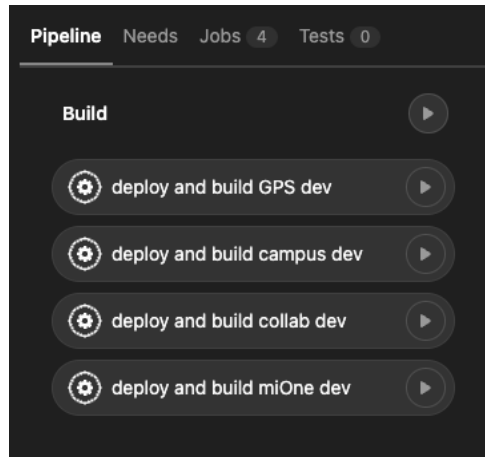 Pipeline Needs Jobs 4 Tests 0
Build
deploy and build GPS dev
deploy and build campus dev
deploy and build collab dev
deploy and build miOne dev